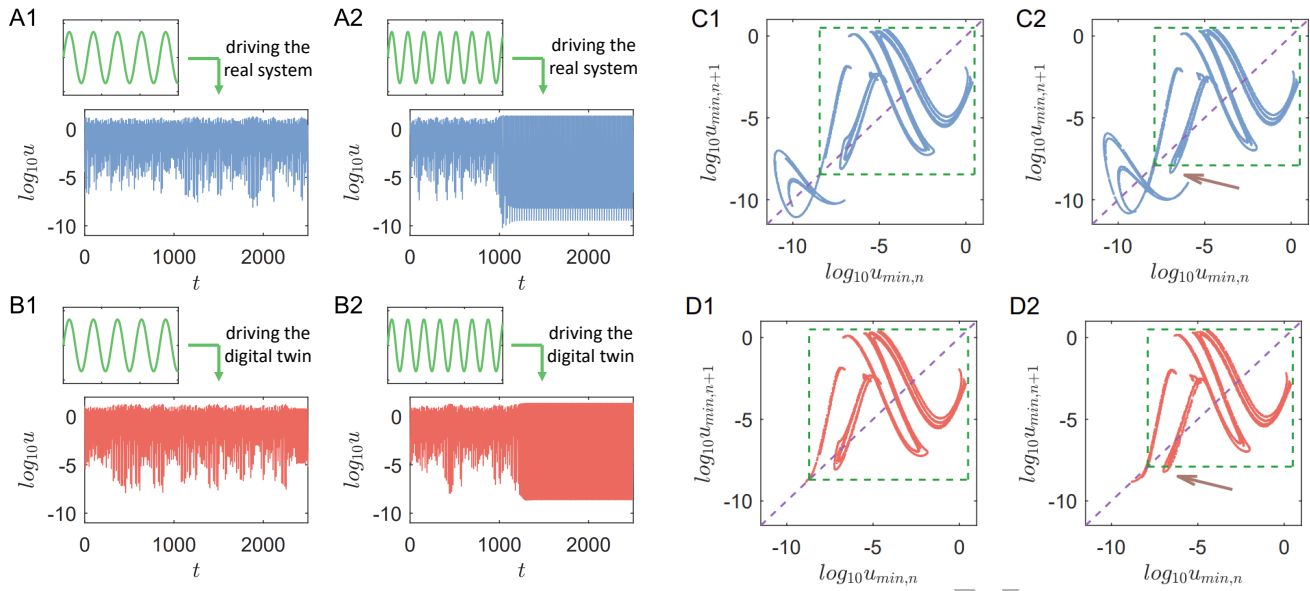 A1
driving the
real system
0
-5
-10
log10u
0
1000
2000
t
A2
driving the
real system
0
-5
-10
log10u
0
1000
2000
t
B1
driving the
digital twin
0
-5
-10
log10u
0
1000
2000
t
B2
driving the
digital twin
0
-5
-10
log10u
0
1000
2000
t
C1
0
-5
-10
log10umin,n+1
-10
-5
0
log10umin,n
C2
0
-5
-10
log10umin,n+1
-10
-5
0
log10umin,n
D1
0
-5
-10
log10umin,n+1
-10
-5
0
log10umin,n
D2
0
-5
-10
log10umin,n+1
-10
-5
0
log10umin,n